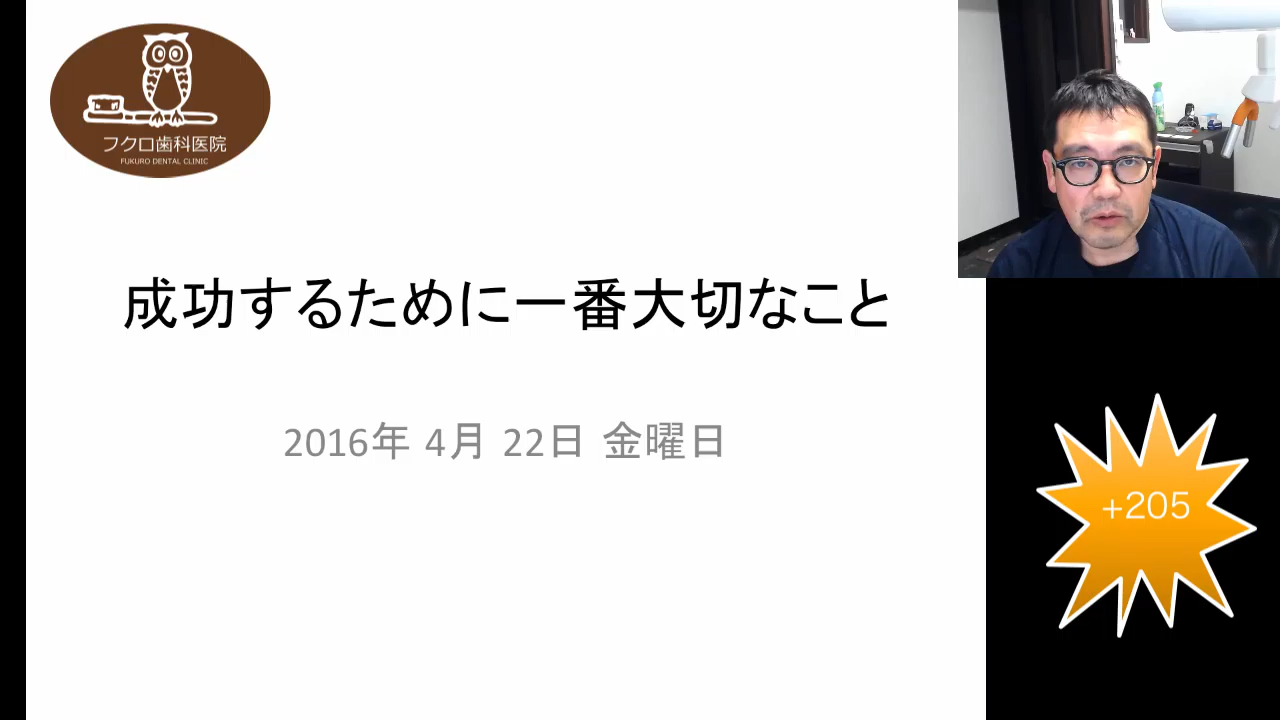 フクロ歯科医院
FUKURO DENTAL CLINIC
成功するために一番大切なこと
2016年 4月 22日 金曜日
+205